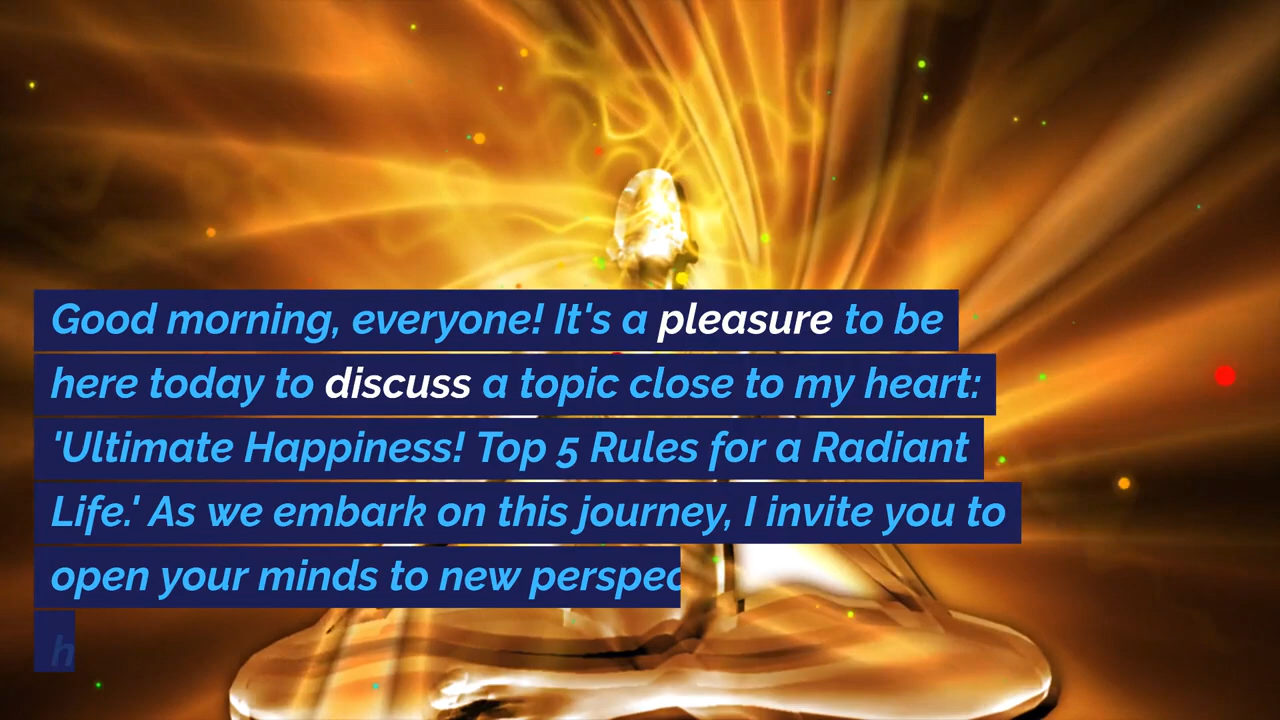 Good morning, everyone! It's a pleasure to be
here today to discuss a topic close to my heart:
'Ultimate Happiness! Top 5 Rules for a Radiant
Life.' As we embark on this journey, I invite you to
open your minds to new perspec
h